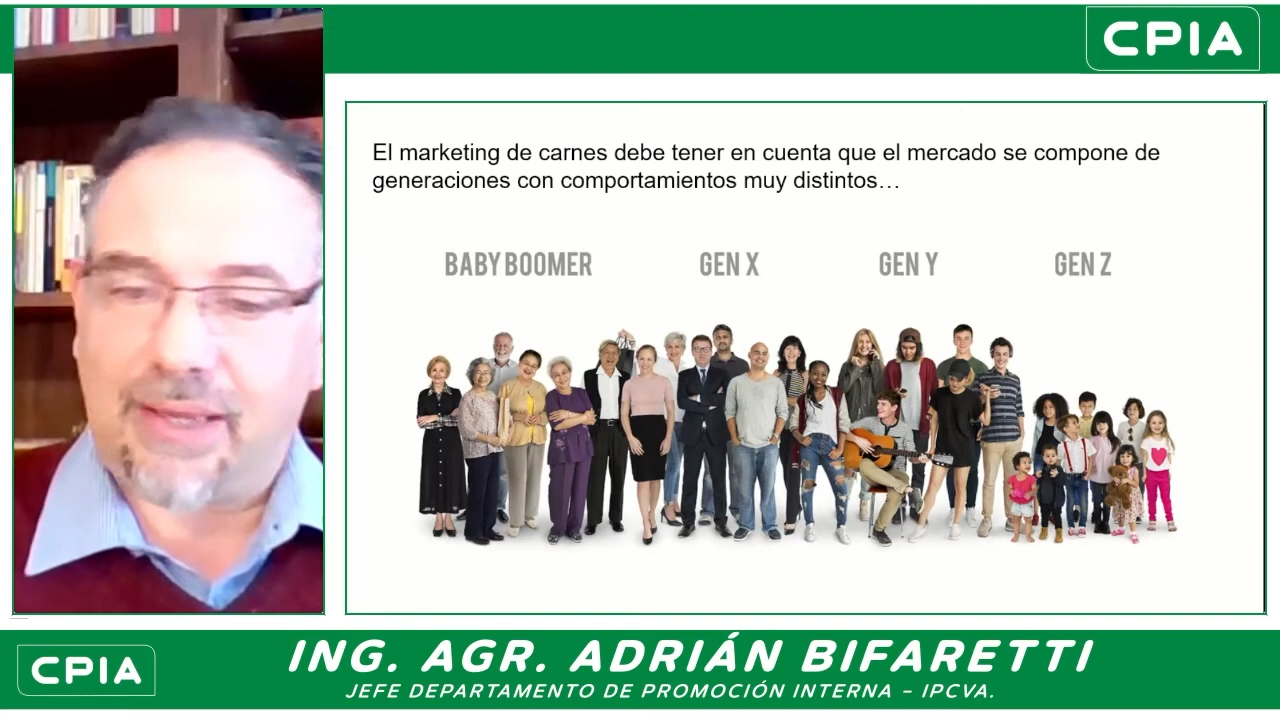 CPIA
El marketing de carnes debe tener en cuenta que el mercado se compone de
generaciones con comportamientos muy distintos…
BABY BOOMER GEN X GEN Y GEN Z
CPIA
ING. AGR. ADRIÁN BIFARETTI
JEFE DEPARTAMENTO DE PROMOCIÓN INTERNA - IPCVA.